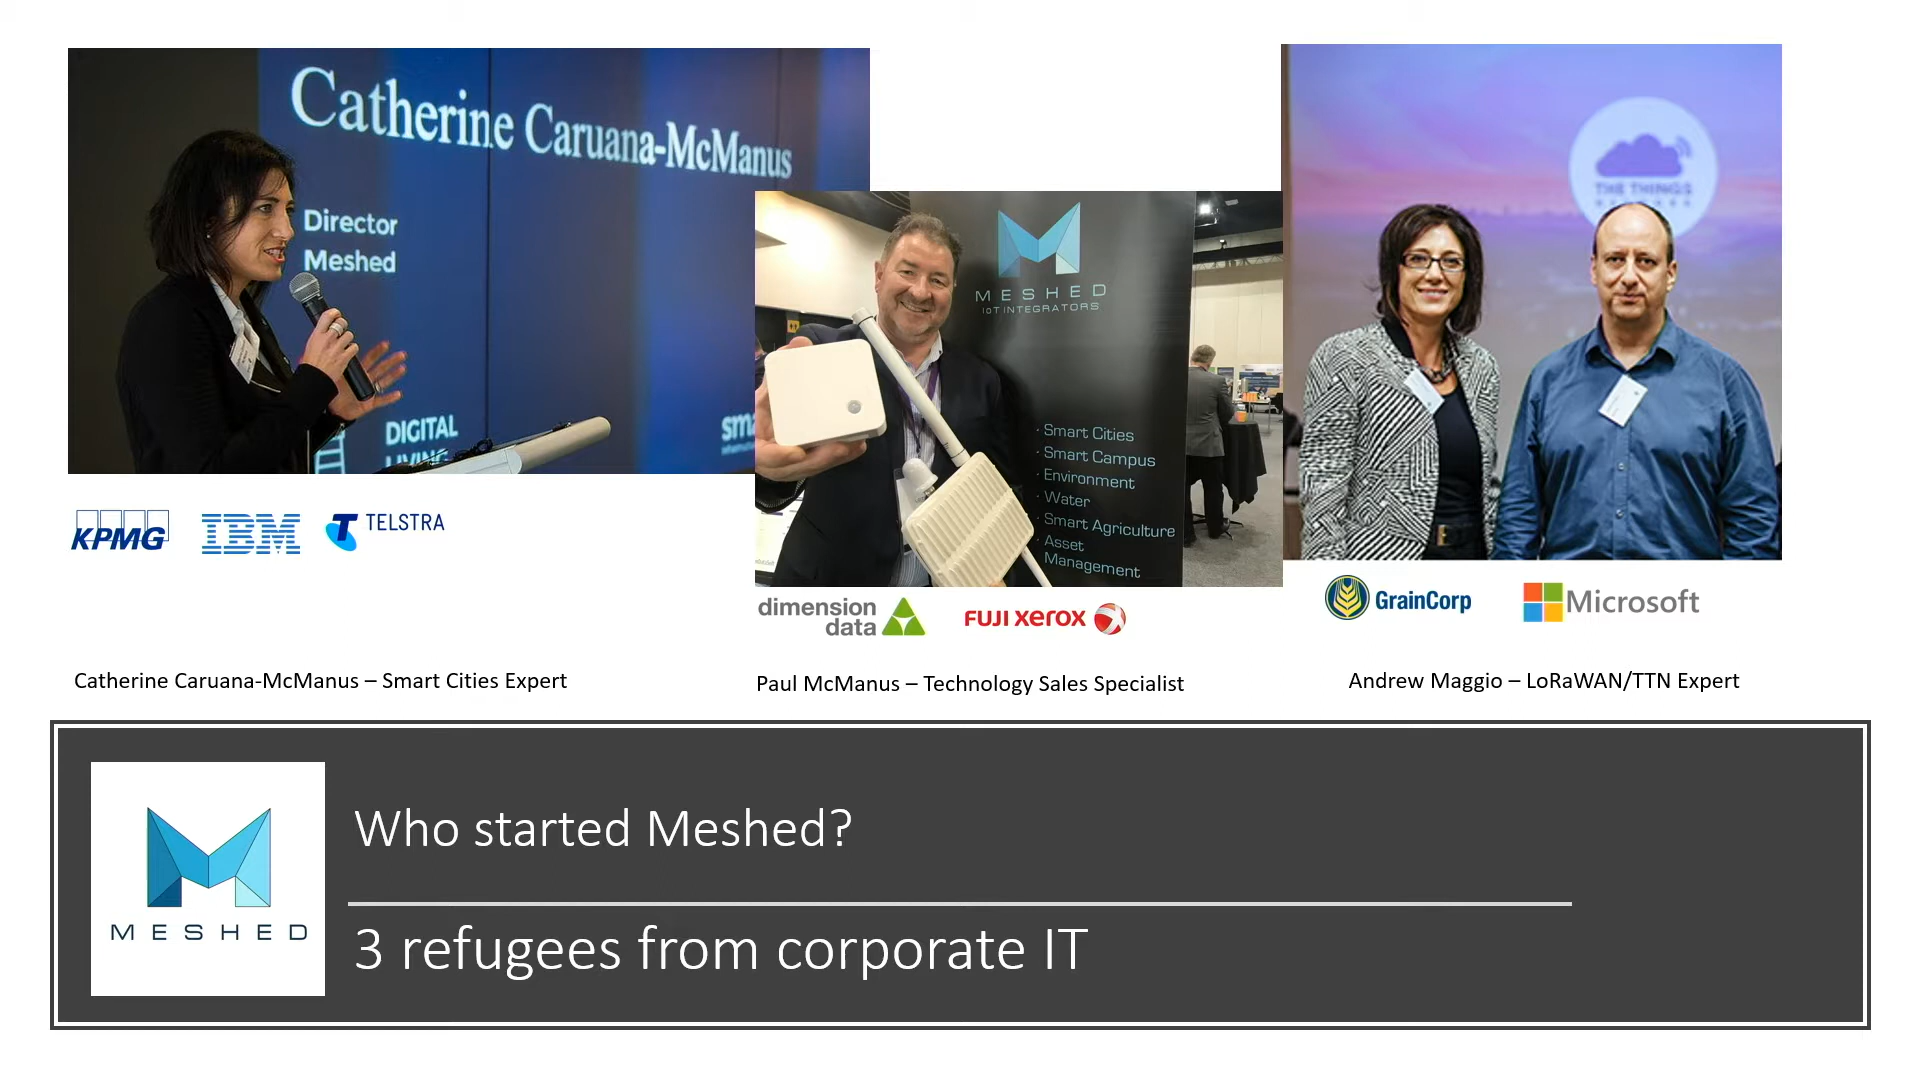 Catherine Caruana-McManus
Director
Meshed
DIGITAL
LIVING
KPMG
IBM
TELSTRA
MESHED
IoT INTEGRATORS
· Smart Cities
· Smart Campus
· Environment
· Water
· Smart Agriculture
· Asset
Management
dimension
data
FUJI xerox
THE THINGS
NETWORK
GrainCorp
Microsoft
Catherine Caruana-McManus – Smart Cities Expert
Paul McManus – Technology Sales Specialist
Andrew Maggio – LoRaWAN/TTN Expert
MESHED
Who started Meshed?
3 refugees from corporate IT